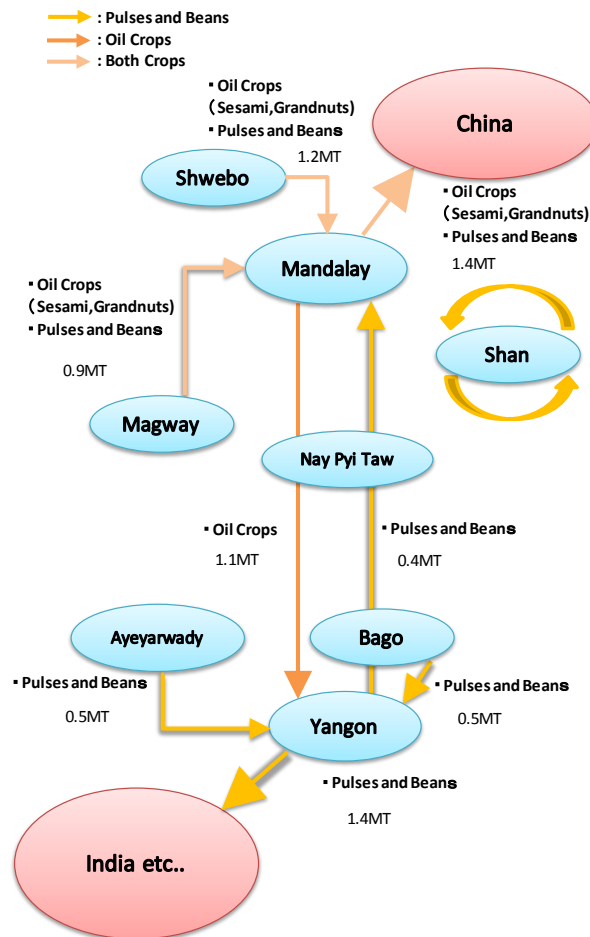 : Pulses and Beans
: Oil Crops
: Both Crops
▪ Oil Crops
(Sesami,Grandnuts)
▪ Pulses and Beans
1.2MT
China
Shwebo
▪ Oil Crops
(Sesami,Grandnuts)
▪ Pulses and Beans
1.4MT
Mandalay
▪ Oil Crops
(Sesami,Grandnuts)
▪ Pulses and Beans
0.9MT
Shan
Magway
Nay Pyi Taw
▪ Oil Crops
1.1MT
▪ Pulses and Beans
0.4MT
Ayeyarwady
Bago
▪ Pulses and Beans
0.5MT
▪ Pulses and Beans
0.5MT
Yangon
▪ Pulses and Beans
1.4MT
India etc..